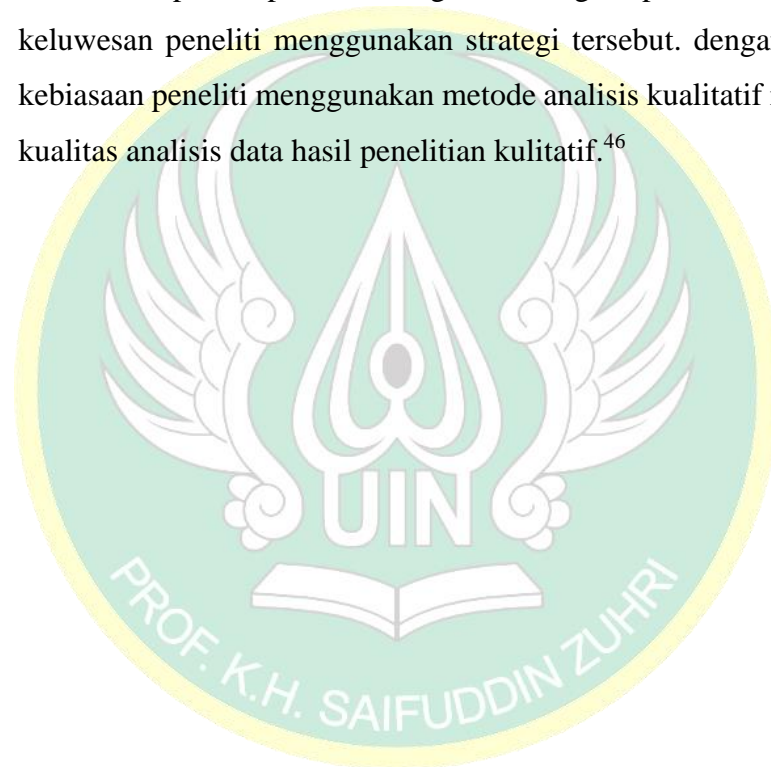 keluwesan peneliti menggunakan strategi tersebut. denga
kebiasaan peneliti menggunakan metode analisis kualitatif
kualitas analisis data hasil penelitian kulitatif.46
UIN
PROF. K.H. SAIFUDDIN ZUHRI